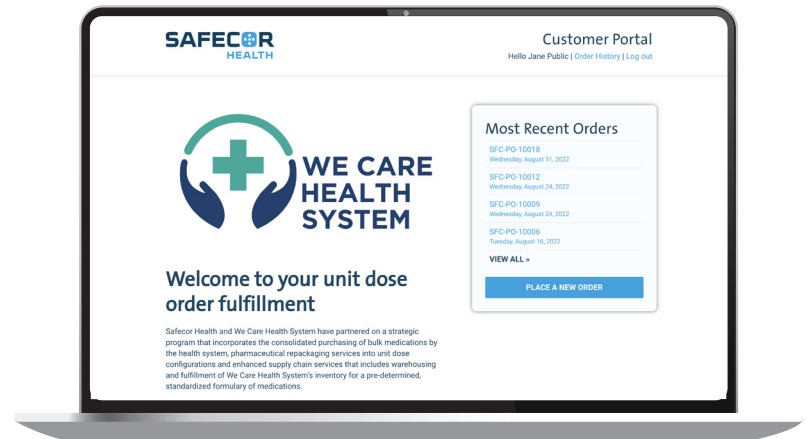 SAFECOR
HEALTH
Customer Portal
Hello Jane Public | Order History | Log out
WE CARE
HEALTH
SYSTEM
Welcome to your unit dose
order fulfillment
Safecor Health and We Care Health System have partnered on a strategic
program that incorporates the consolidated purchasing of bulk medications by
the health system, pharmaceutical repackaging services into unit dose
configurations and enhanced supply chain services that includes warehousing
and fulfillment of We Care Health System's inventory for a pre-determined,
standardized formulary of medications.
Most Recent Orders
SFC-PO-10018
Wednesday, August 31, 2022
SFC-PO-10012
Wednesday, August 24, 2022
SFC-PO-10009
Wednesday, August 24, 2022
SFC-PO-10006
Tuesday, August 16, 2022
VIEW ALL »
PLACE A NEW ORDER